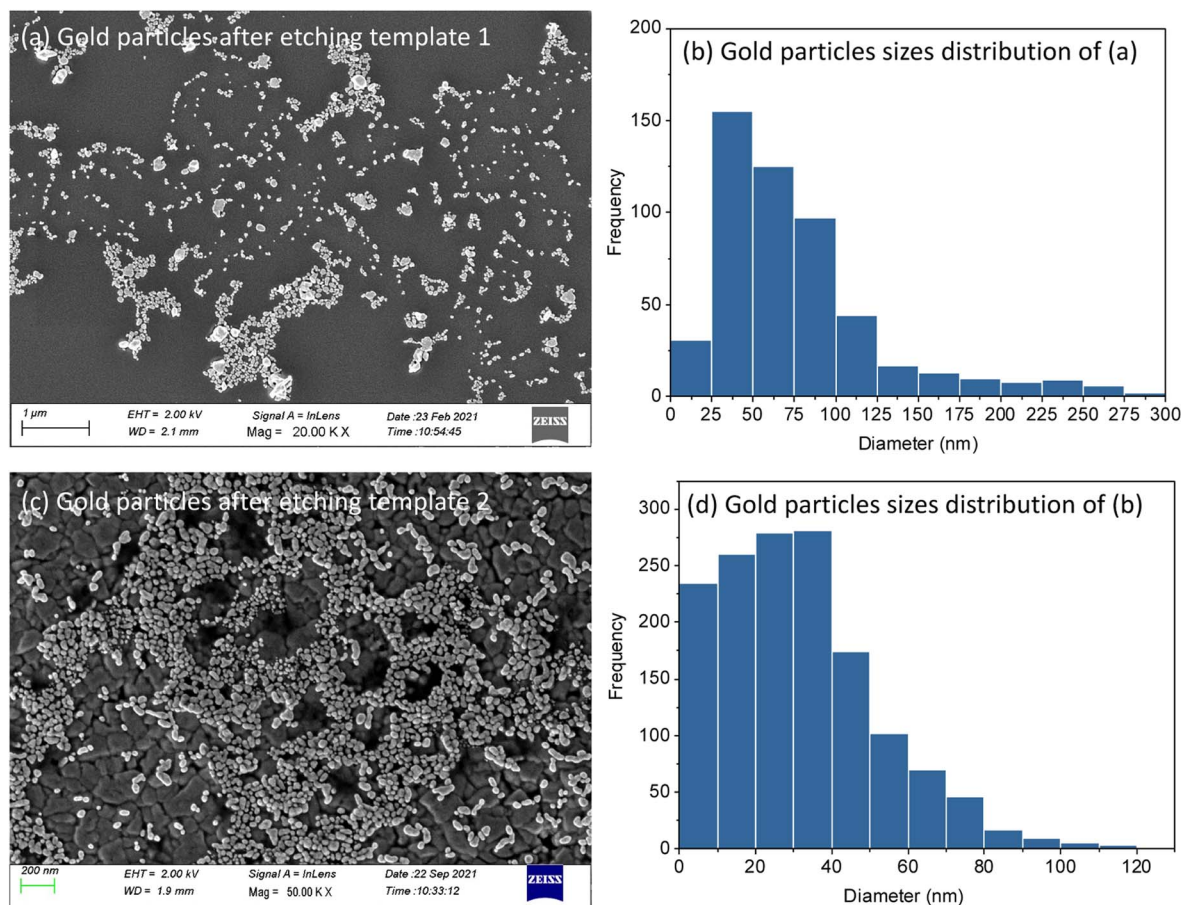 (a) Gold particles after etching template 1
1 µm
EHT = 2.00 kV
WD = 2.1 mm
Signal A = InLens
Mag = 20.00 K X
Date :23 Feb 2021
Time :10:54:45
ZEISS
(b) Gold particles sizes distribution of (a)
Frequency
200
150
100
50
0
0 25 50 75 100 125 150 175 200 225 250 275 300
Diameter (nm)
(c) Gold particles after etching template 2
200 nm
EHT = 2.00 kV
WD = 1.9 mm
Signal A = InLens
Mag = 50.00 K X
Date :22 Sep 2021
Time :10:33:12
ZEISS
(d) Gold particles sizes distribution of (b)
Frequency
300
250
200
150
100
50
0
0 20 40 60 80 100 120
Diameter (nm)